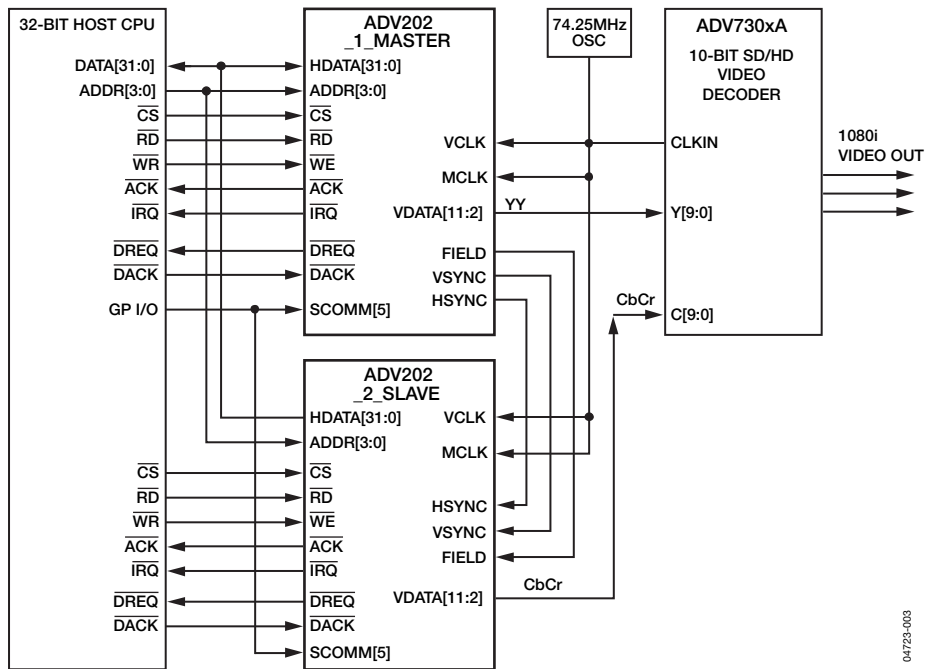 32-BIT HOST CPU
DATA[31:0]
ADDR[3:0]
CS
RD
WR
ACK
IRQ
DREQ
DACK
GP I/O
CS
RD
WR
ACK
IRQ
DREQ
DACK
ADV202
_1_MASTER
HDATA[31:0]
ADDR[3:0]
CS
RD
WE
ACK
IRQ
DREQ
DACK
SCOMM[5]
VCLK
MCLK
VDATA[11:2]
FIELD
VSYNC
HSYNC
YY
ADV202
_2_SLAVE
HDATA[31:0]
ADDR[3:0]
CS
RD
WE
ACK
IRQ
DREQ
DACK
SCOMM[5]
VCLK
MCLK
HSYNC
VSYNC
FIELD
VDATA[11:2]
CbCr
74.25MHz
OSC
CbCr
ADV730xA
10-BIT SD/HD
VIDEO
DECODER
CLKIN
Y[9:0]
C[9:0]
1080i
VIDEO OUT
04723-003